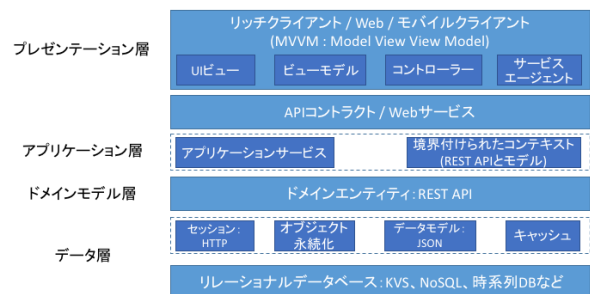 リッチクライアント / Web / モバイルクライアント
(MVVM : Model View View Model)
プレゼンテーション層
UIビュー
ビューモデル
コントローラー
サービス
エージェント
APIコントラクト / Webサービス
アプリケーション層
アプリケーションサービス
境界付けられたコンテキスト
(REST APIとモデル)
ドメインモデル層
ドメインエンティティ:REST API
データ層
セッション:
HTTP
オブジェクト
永続化
データモデル:
JSON
キャッシュ
リレーショナルデータベース:KVS、NoSQL、時系列DBなど